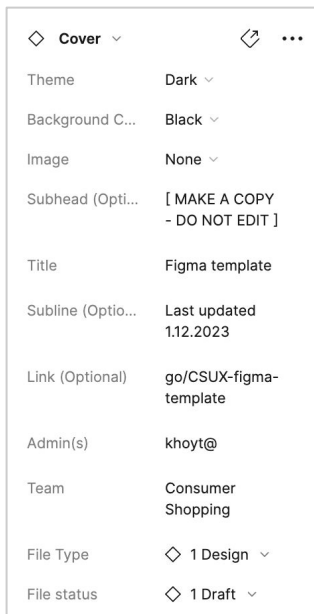 Cover
Theme Dark
Background C... Black
Image None
Subhead (Opti... [ MAKE A COPY
- DO NOT EDIT ]
Title Figma template
Subline (Optio... Last updated
1.12.2023
Link (Optional) go/CSUX-figma-
template
Admin(s) khoyt@
Team Consumer
Shopping
File Type 1 Design
File status 1 Draft